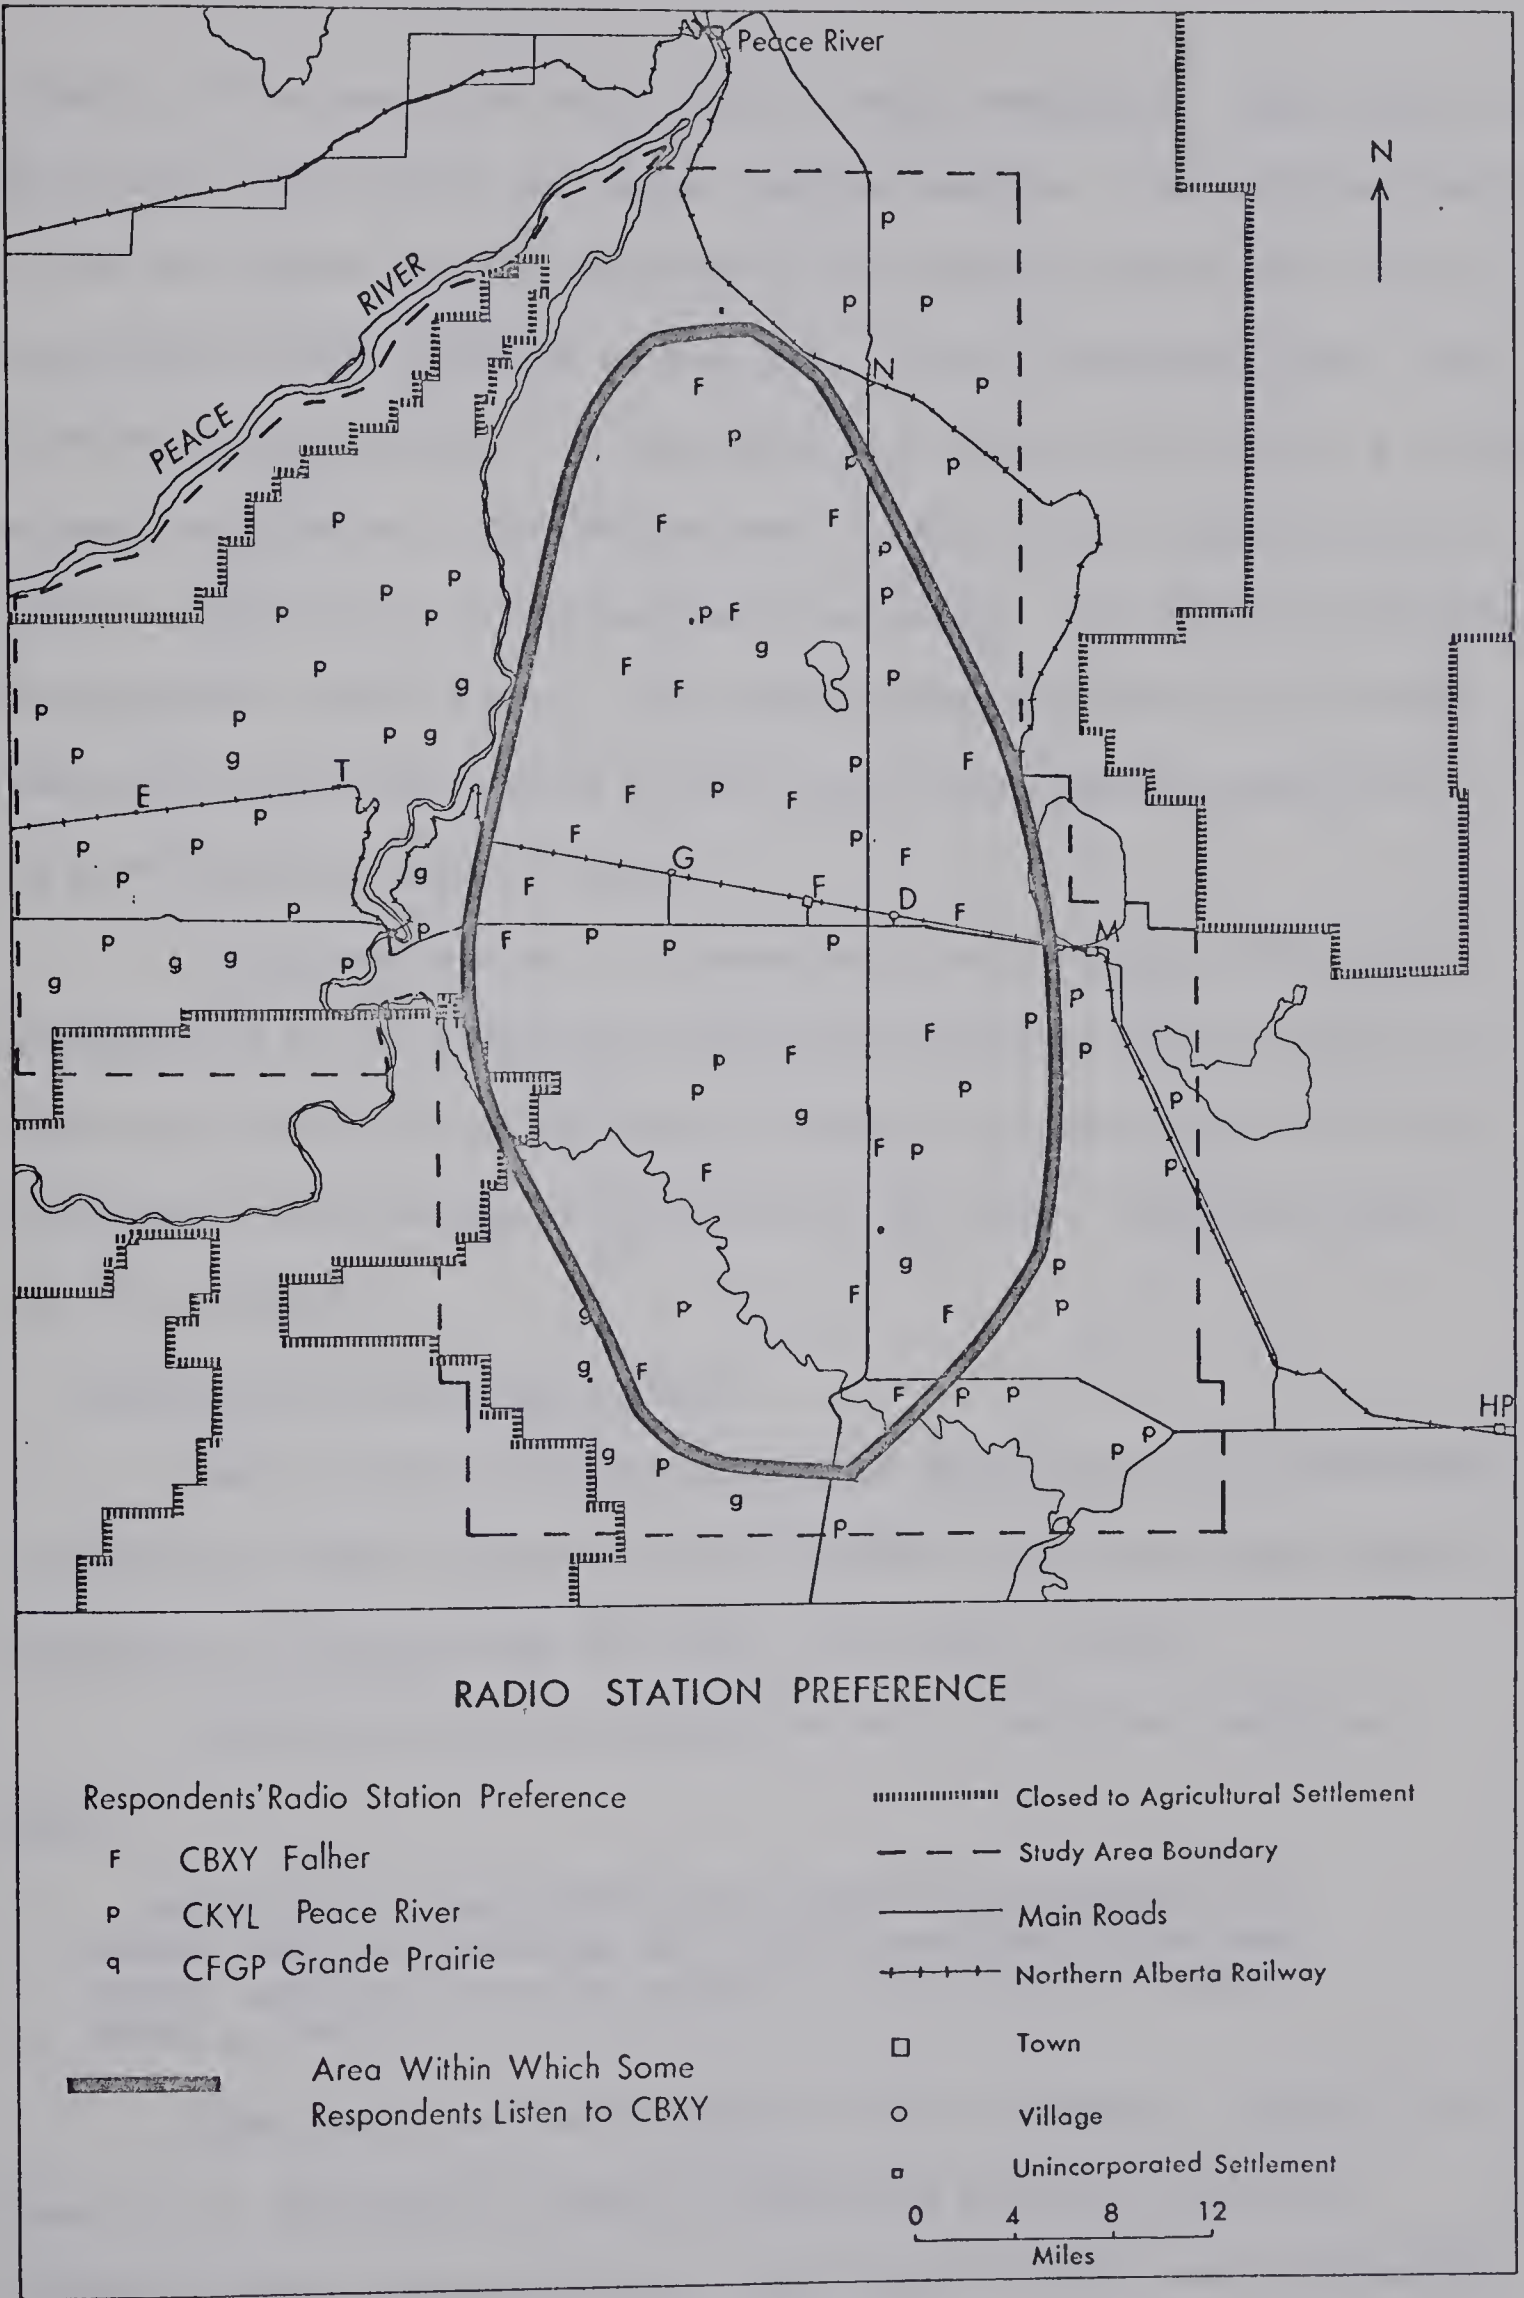 Peace River
N
p
RIVER
p p
N
F p
PEACE
p
p p
p F F
p
p
p p
p p p F p
g
p F p
g F
p p
p g
p g p F
T F p F
E
p F p
p p F
G
p g F F D
p p F
p F p p p M
p g g p
g p
p F
p F p
p p
g p
F p
F p
g p
F
g p F p
g F F p p
HP
p p
g p
g
p
RADIO STATION PREFERENCE
Respondents' Radio Station Preference
F CBXY Falher
p CKYL Peace River
g CFGP Grande Prairie
Area Within Which Some
Respondents Listen to CBXY
Closed to Agricultural Settlement
Study Area Boundary
Main Roads
Northern Alberta Railway
Town
Village
Unincorporated Settlement
0 4 8 12
Miles